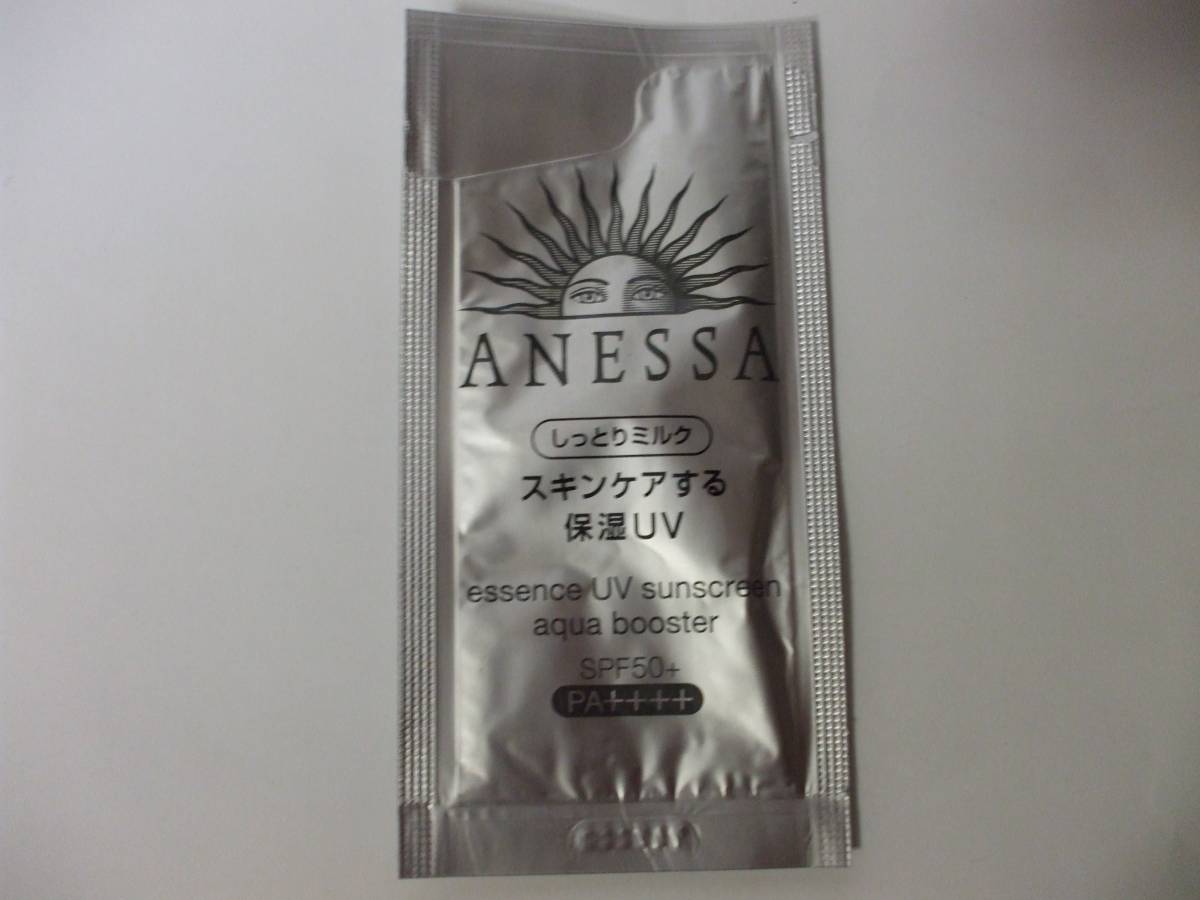 ANESSA
しっとりミルク
スキンケアする
保湿UV
essence UV sunscreen
aqua booster
SPF50+
PA++++